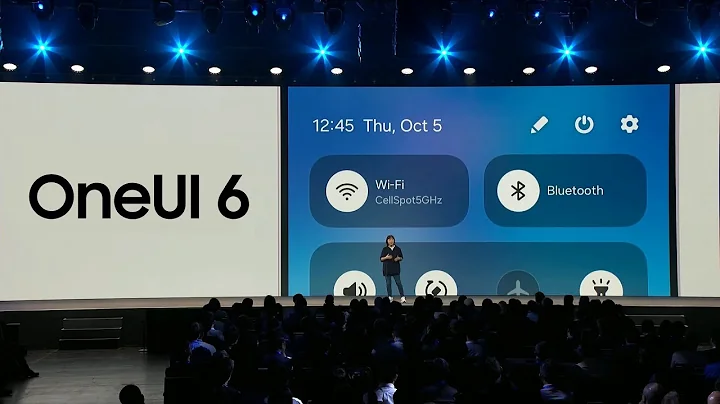 OneUI 6
12:45 Thu, Oct 5
Wi-Fi
CellSpot5GHz
Bluetooth